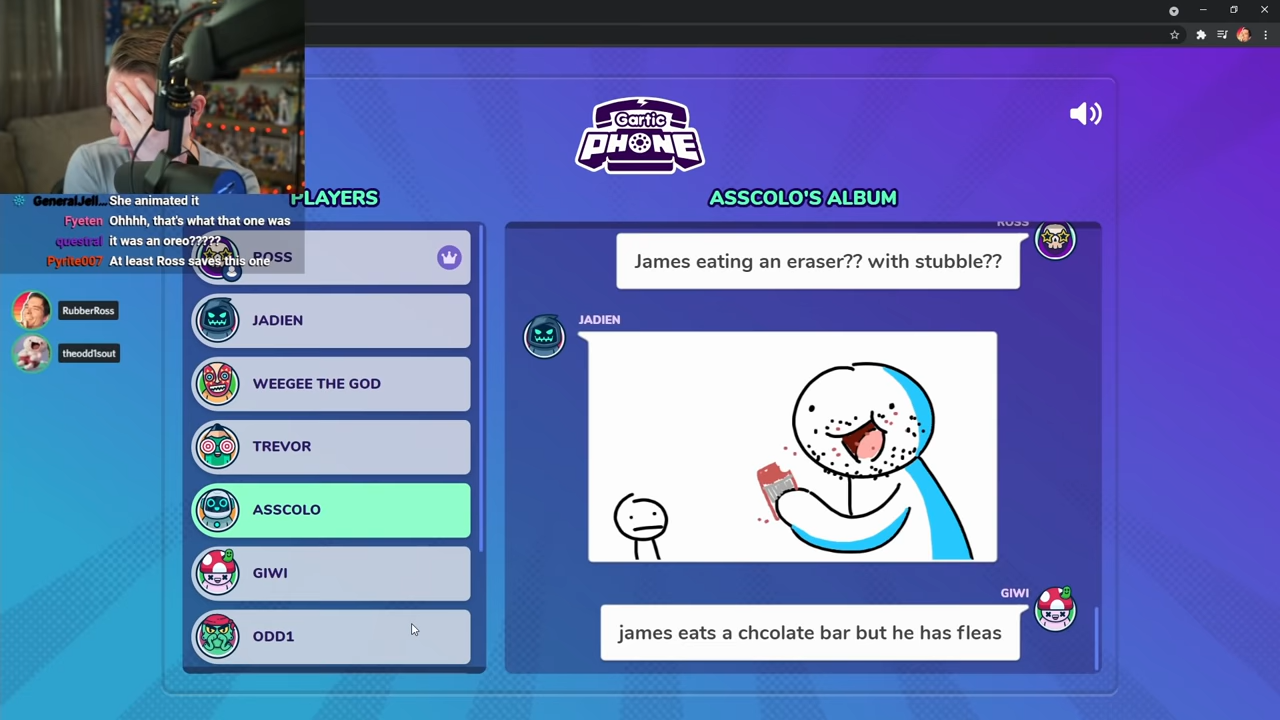 Gartic
PHONE
GeneralJell... She animated it
Fyeten Ohhhh, that's what that one was
questral it was an oreo?????
Pyrite007 At least Ross saves this one
RubberRoss
theodd1sout
PLAYERS
ROSS
JADIEN
WEEGEE THE GOD
TREVOR
ASSCOLO
GIWI
ODD1
ASSCOLO'S ALBUM
ROSS
James eating an eraser?? with stubble??
JADIEN
GIWI
james eats a chcolate bar but he has fleas